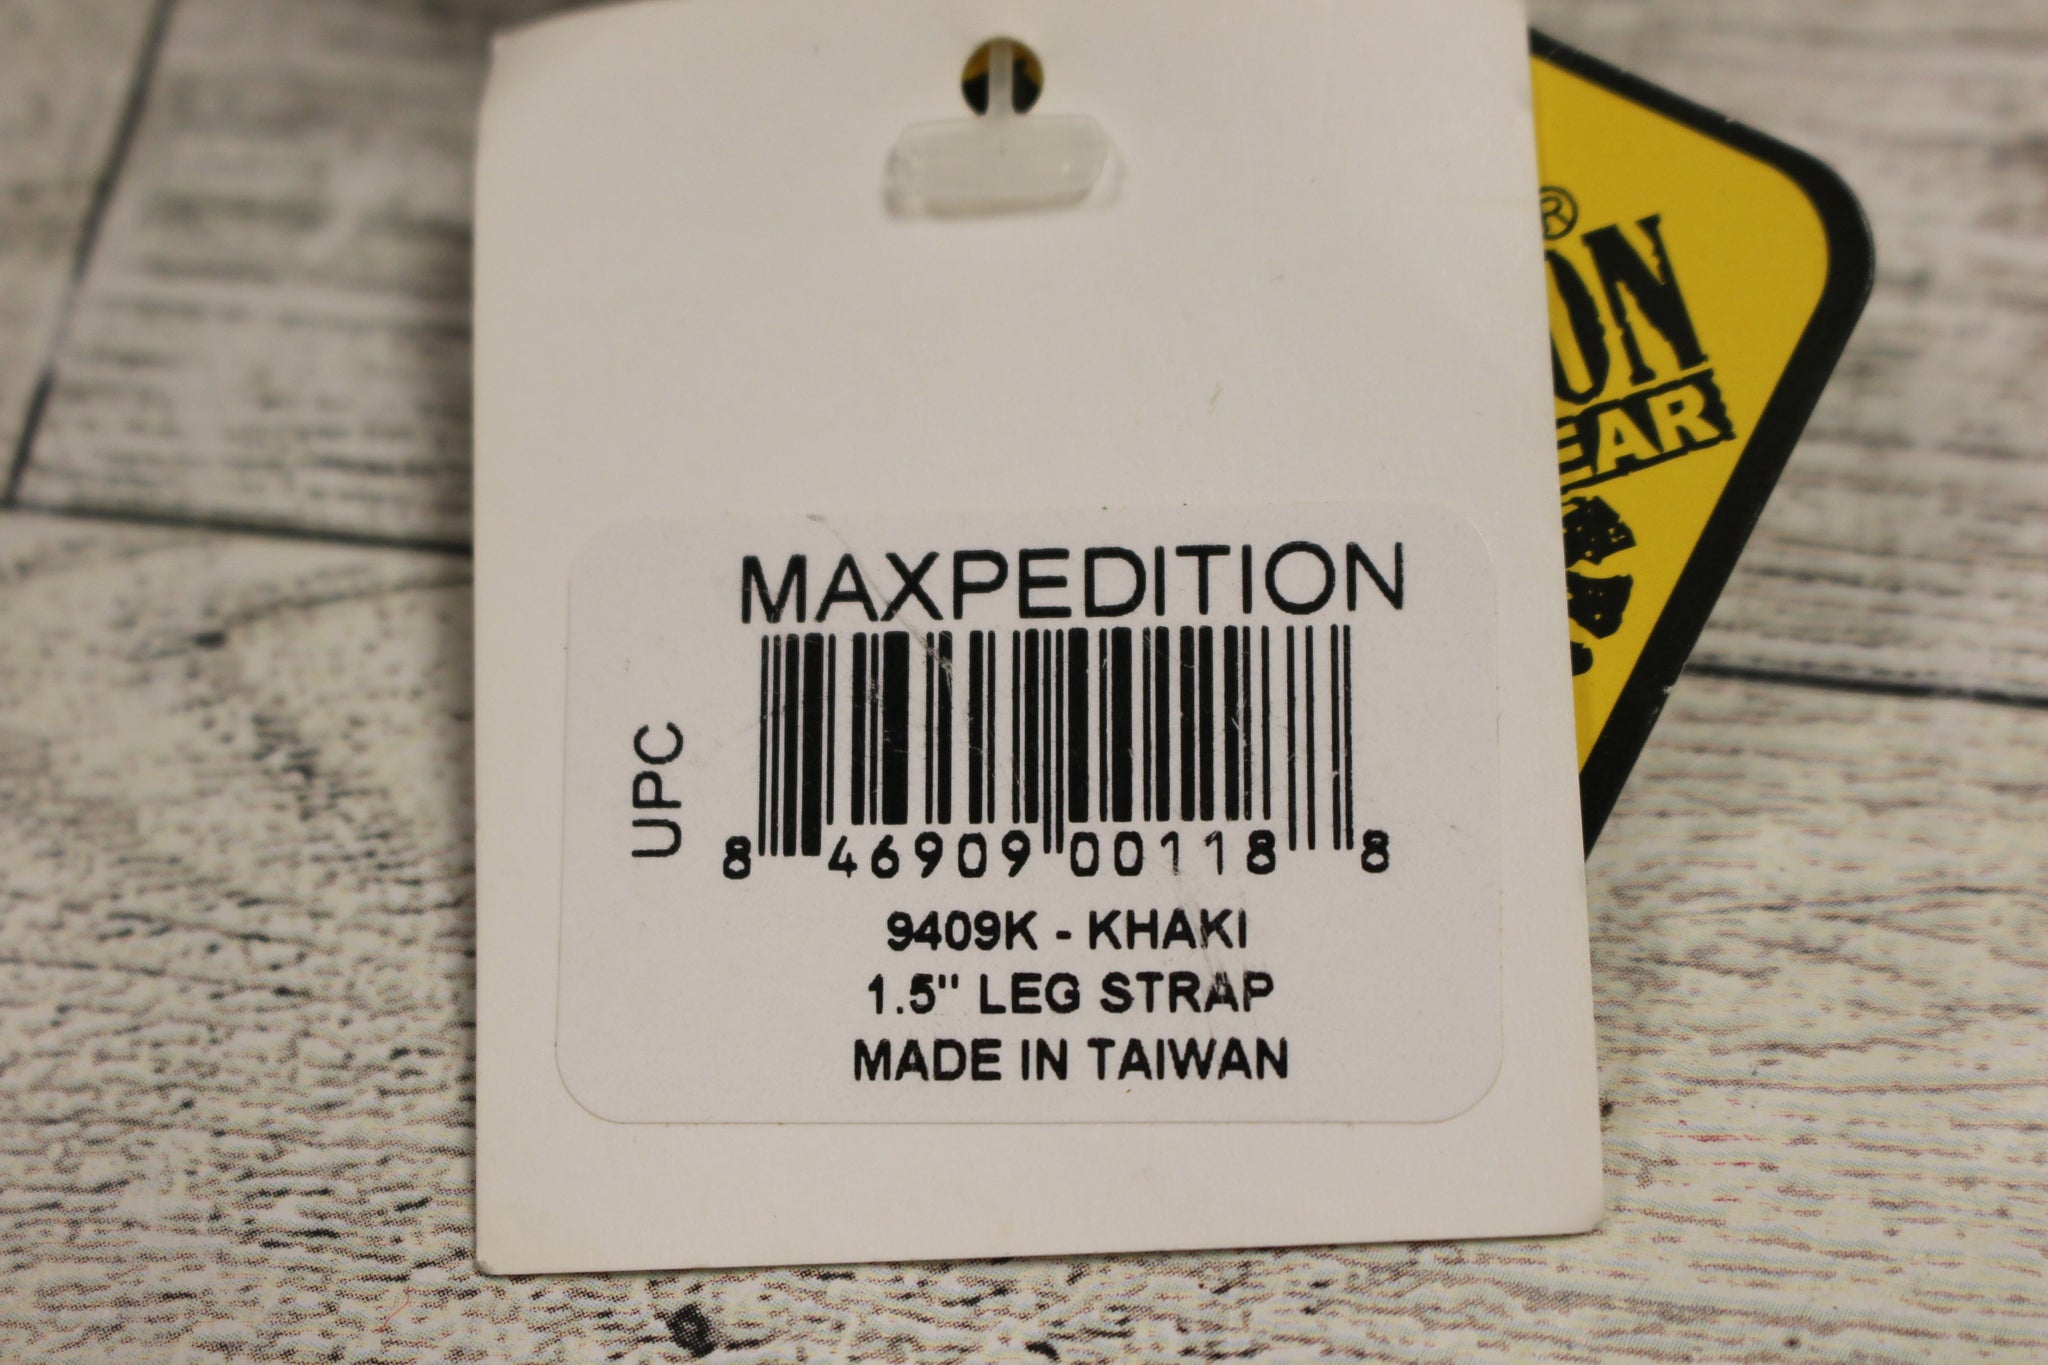 MAXPEDITION
UPC
8 46909 00118 8
9409K - KHAKI
1.5" LEG STRAP
MADE IN TAIWAN
®